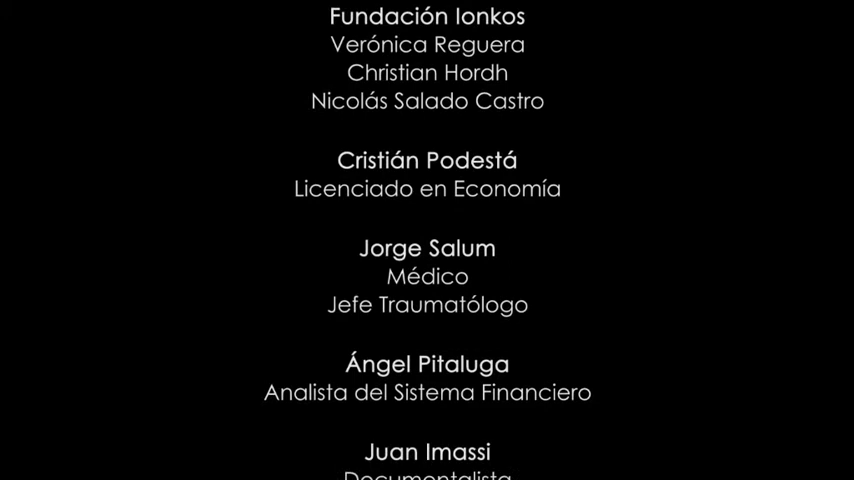 Fundación Ionkos
Verónica Reguera
Christian Hordh
Nicolás Salado Castro
Cristián Podestá
Licenciado en Economía
Jorge Salum
Médico
Jefe Traumatólogo
Ángel Pitaluga
Analista del Sistema Financiero
Juan Imassi
Documentalista